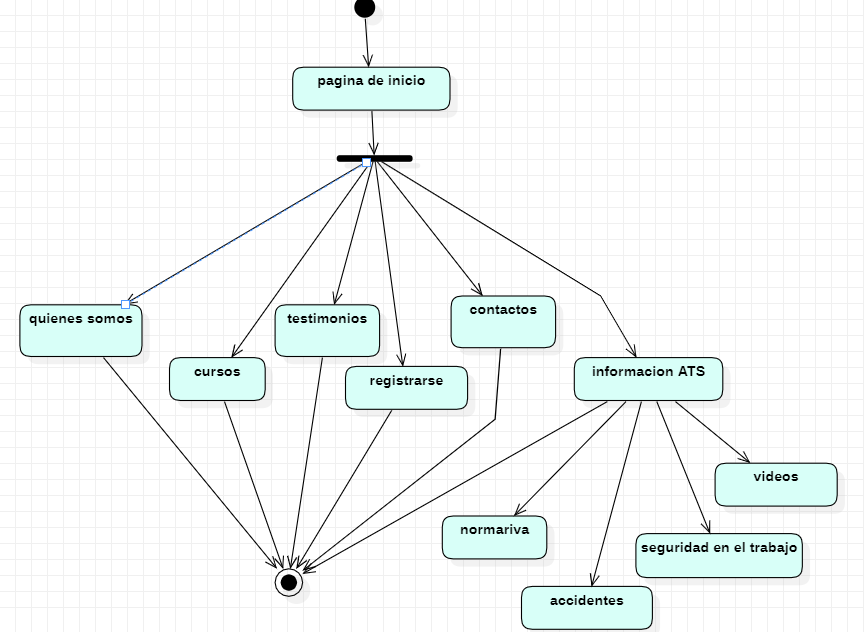 pagina de inicio
quienes somos
testimonios
contactos
cursos
registrarse
informacion ATS
videos
normariva
seguridad en el trabajo
accidentes